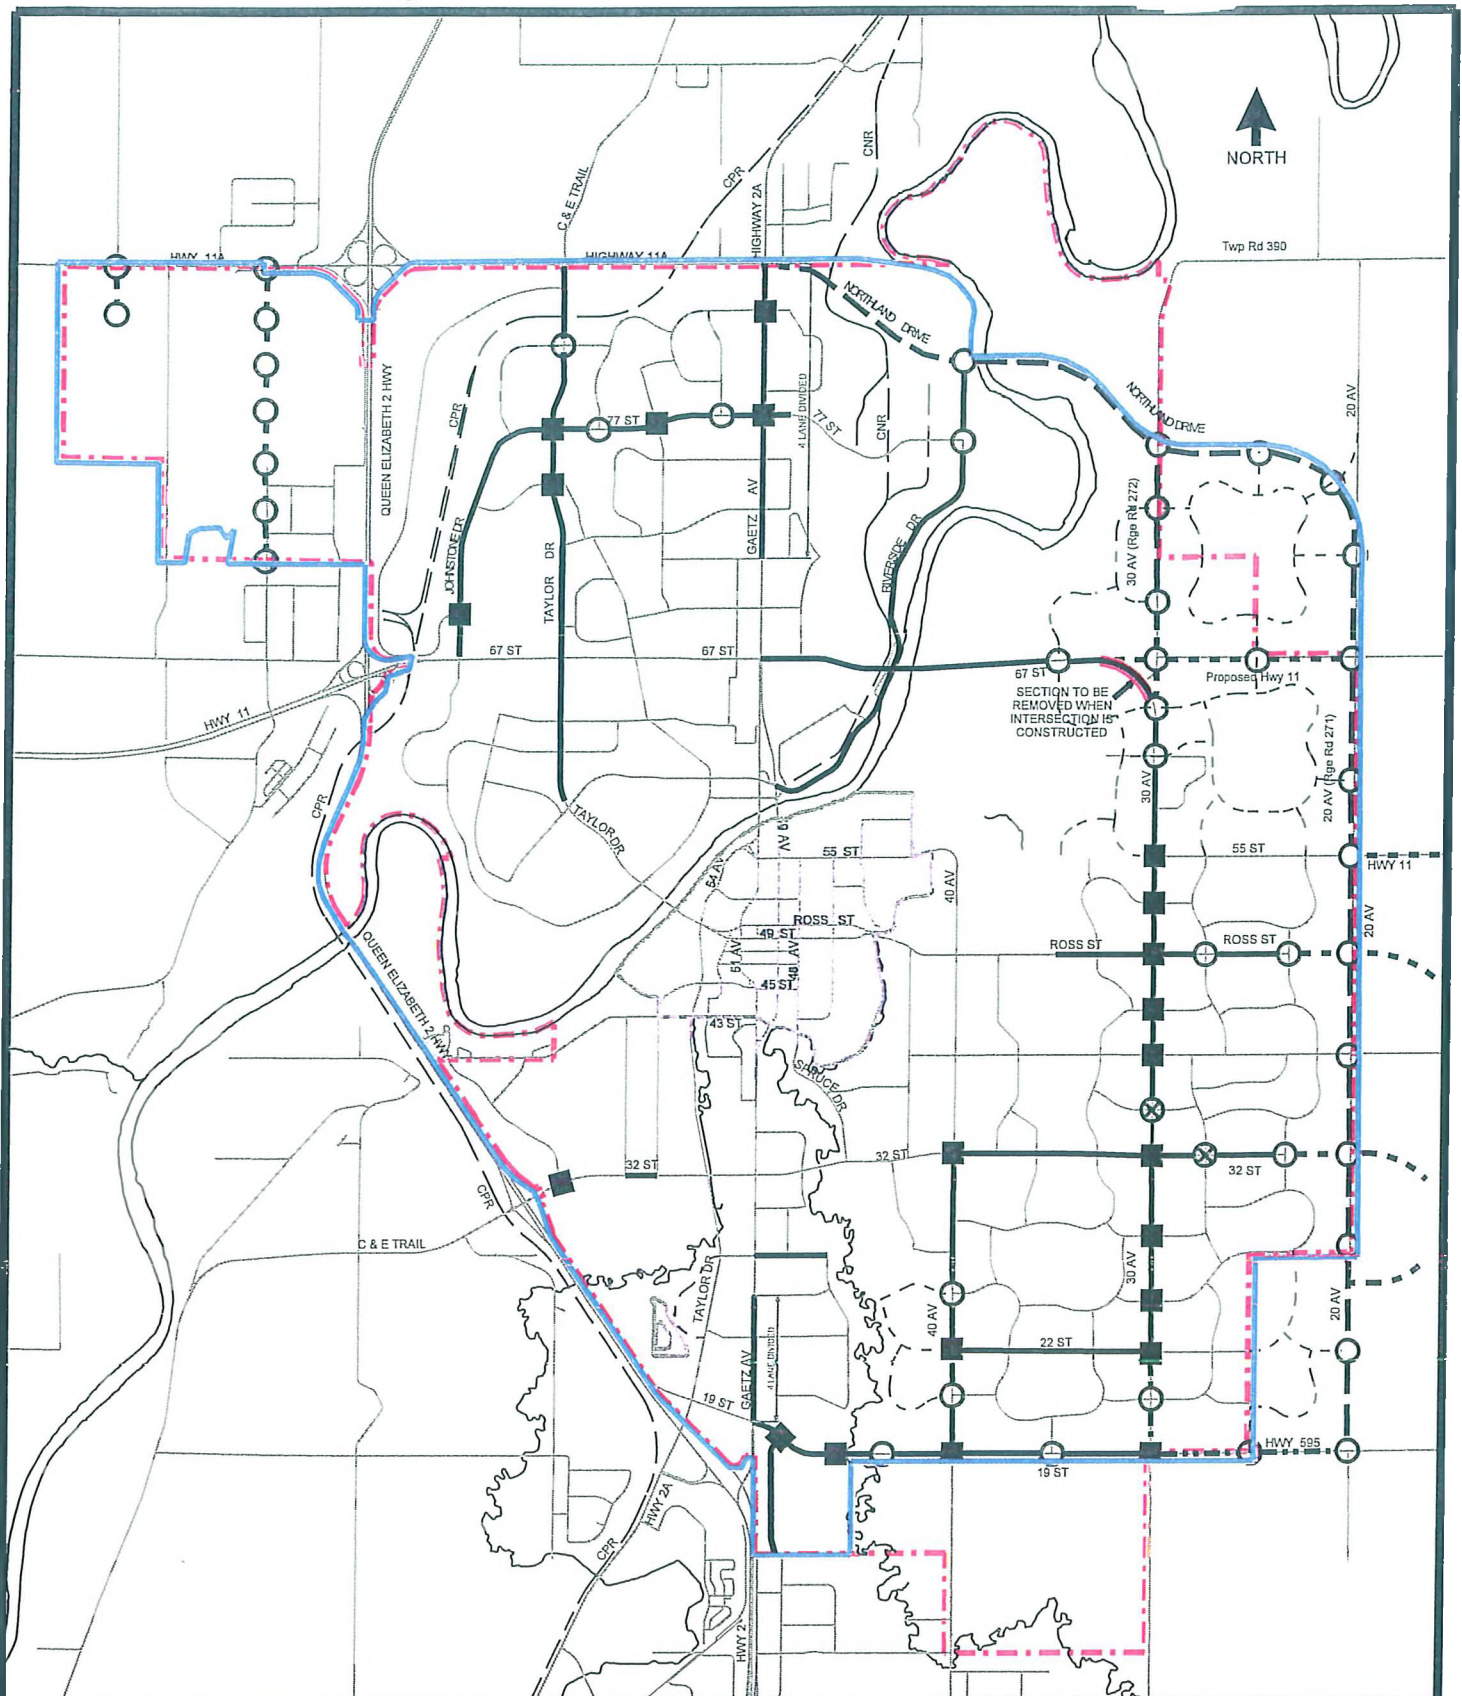 NORTH
CNR
CPR
C & E TRAIL
HIGHWAY 2A
Twp Rd 390
HWY 11A
HIGHWAY 11A
NORTHLAND DRIVE
QUEEN ELIZABETH 2 HWY
CPR
77 ST
4 LANE DIVIDED
77 ST
CNR
NORTHLAND DRIVE
20 AV
GAETZ AV
30 AV (Rge Rd 272)
JOHNSTONE DR
TAYLOR DR
RIVERSIDE DR
67 ST
67 ST
67 ST
Proposed Hwy 11
SECTION TO BE
REMOVED WHEN
INTERSECTION IS
CONSTRUCTED
HWY 11
20 AV (Rge Rd 271)
CPR
30 AV
TAYLOR DR
49 AV
55 ST
55 ST
HWY 11
54 AV
40 AV
ROSS ST
49 ST
20 AV
ROSS ST
ROSS ST
51 AV
48 AV
45 ST
QUEEN ELIZABETH 2 HWY
43 ST
SPRUCE DR
32 ST
32 ST
32 ST
CPR
C & E TRAIL
TAYLOR DR
30 AV
20 AV
40 AV
22 ST
GAETZ AV
4 LANE DIVIDED
19 ST
HWY 595
19 ST
HWY 2A
CPR
HWY 2